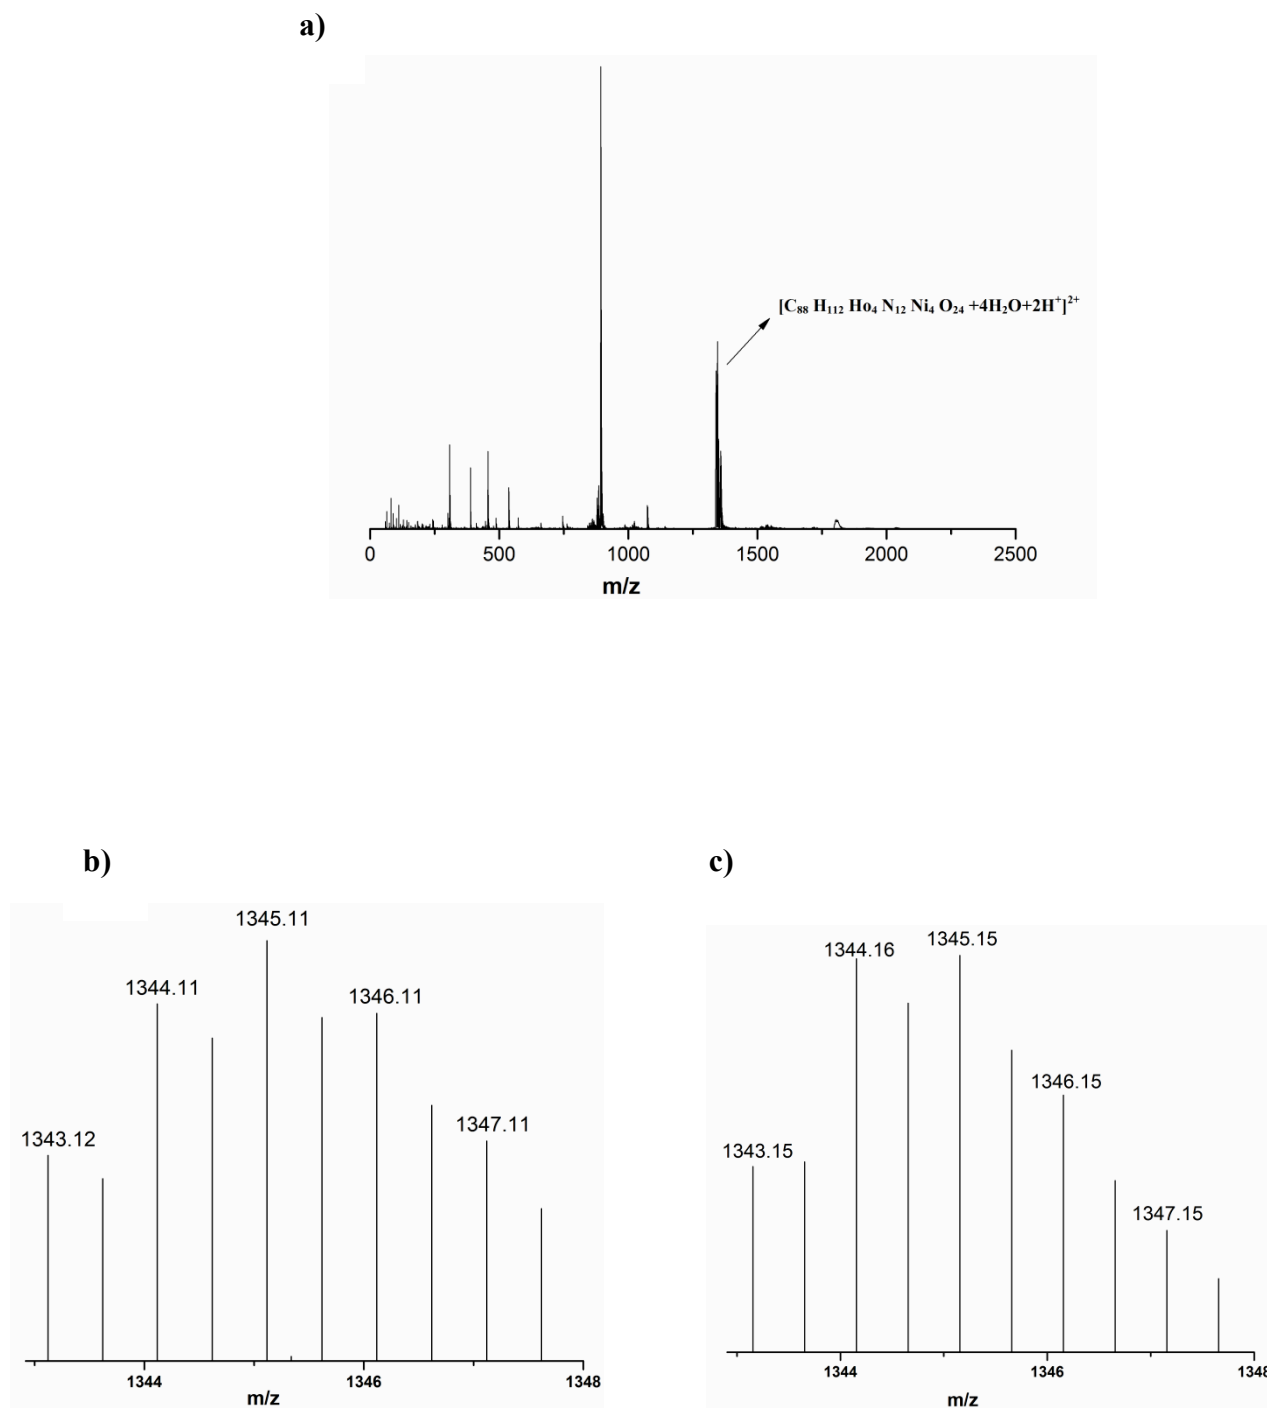 a)
[C₈₈ H₁₁₂ Ho₄ N₁₂ Ni₄ O₂₄ +4H₂O+2H⁺]²⁺
0 500 1000 1500 2000 2500
m/z
b)
1345.11
1344.11
1346.11
1343.12
1347.11
1344 1346 1348
m/z
c)
1345.15
1344.16
1346.15
1343.15
1347.15
1344 1346 1348
m/z